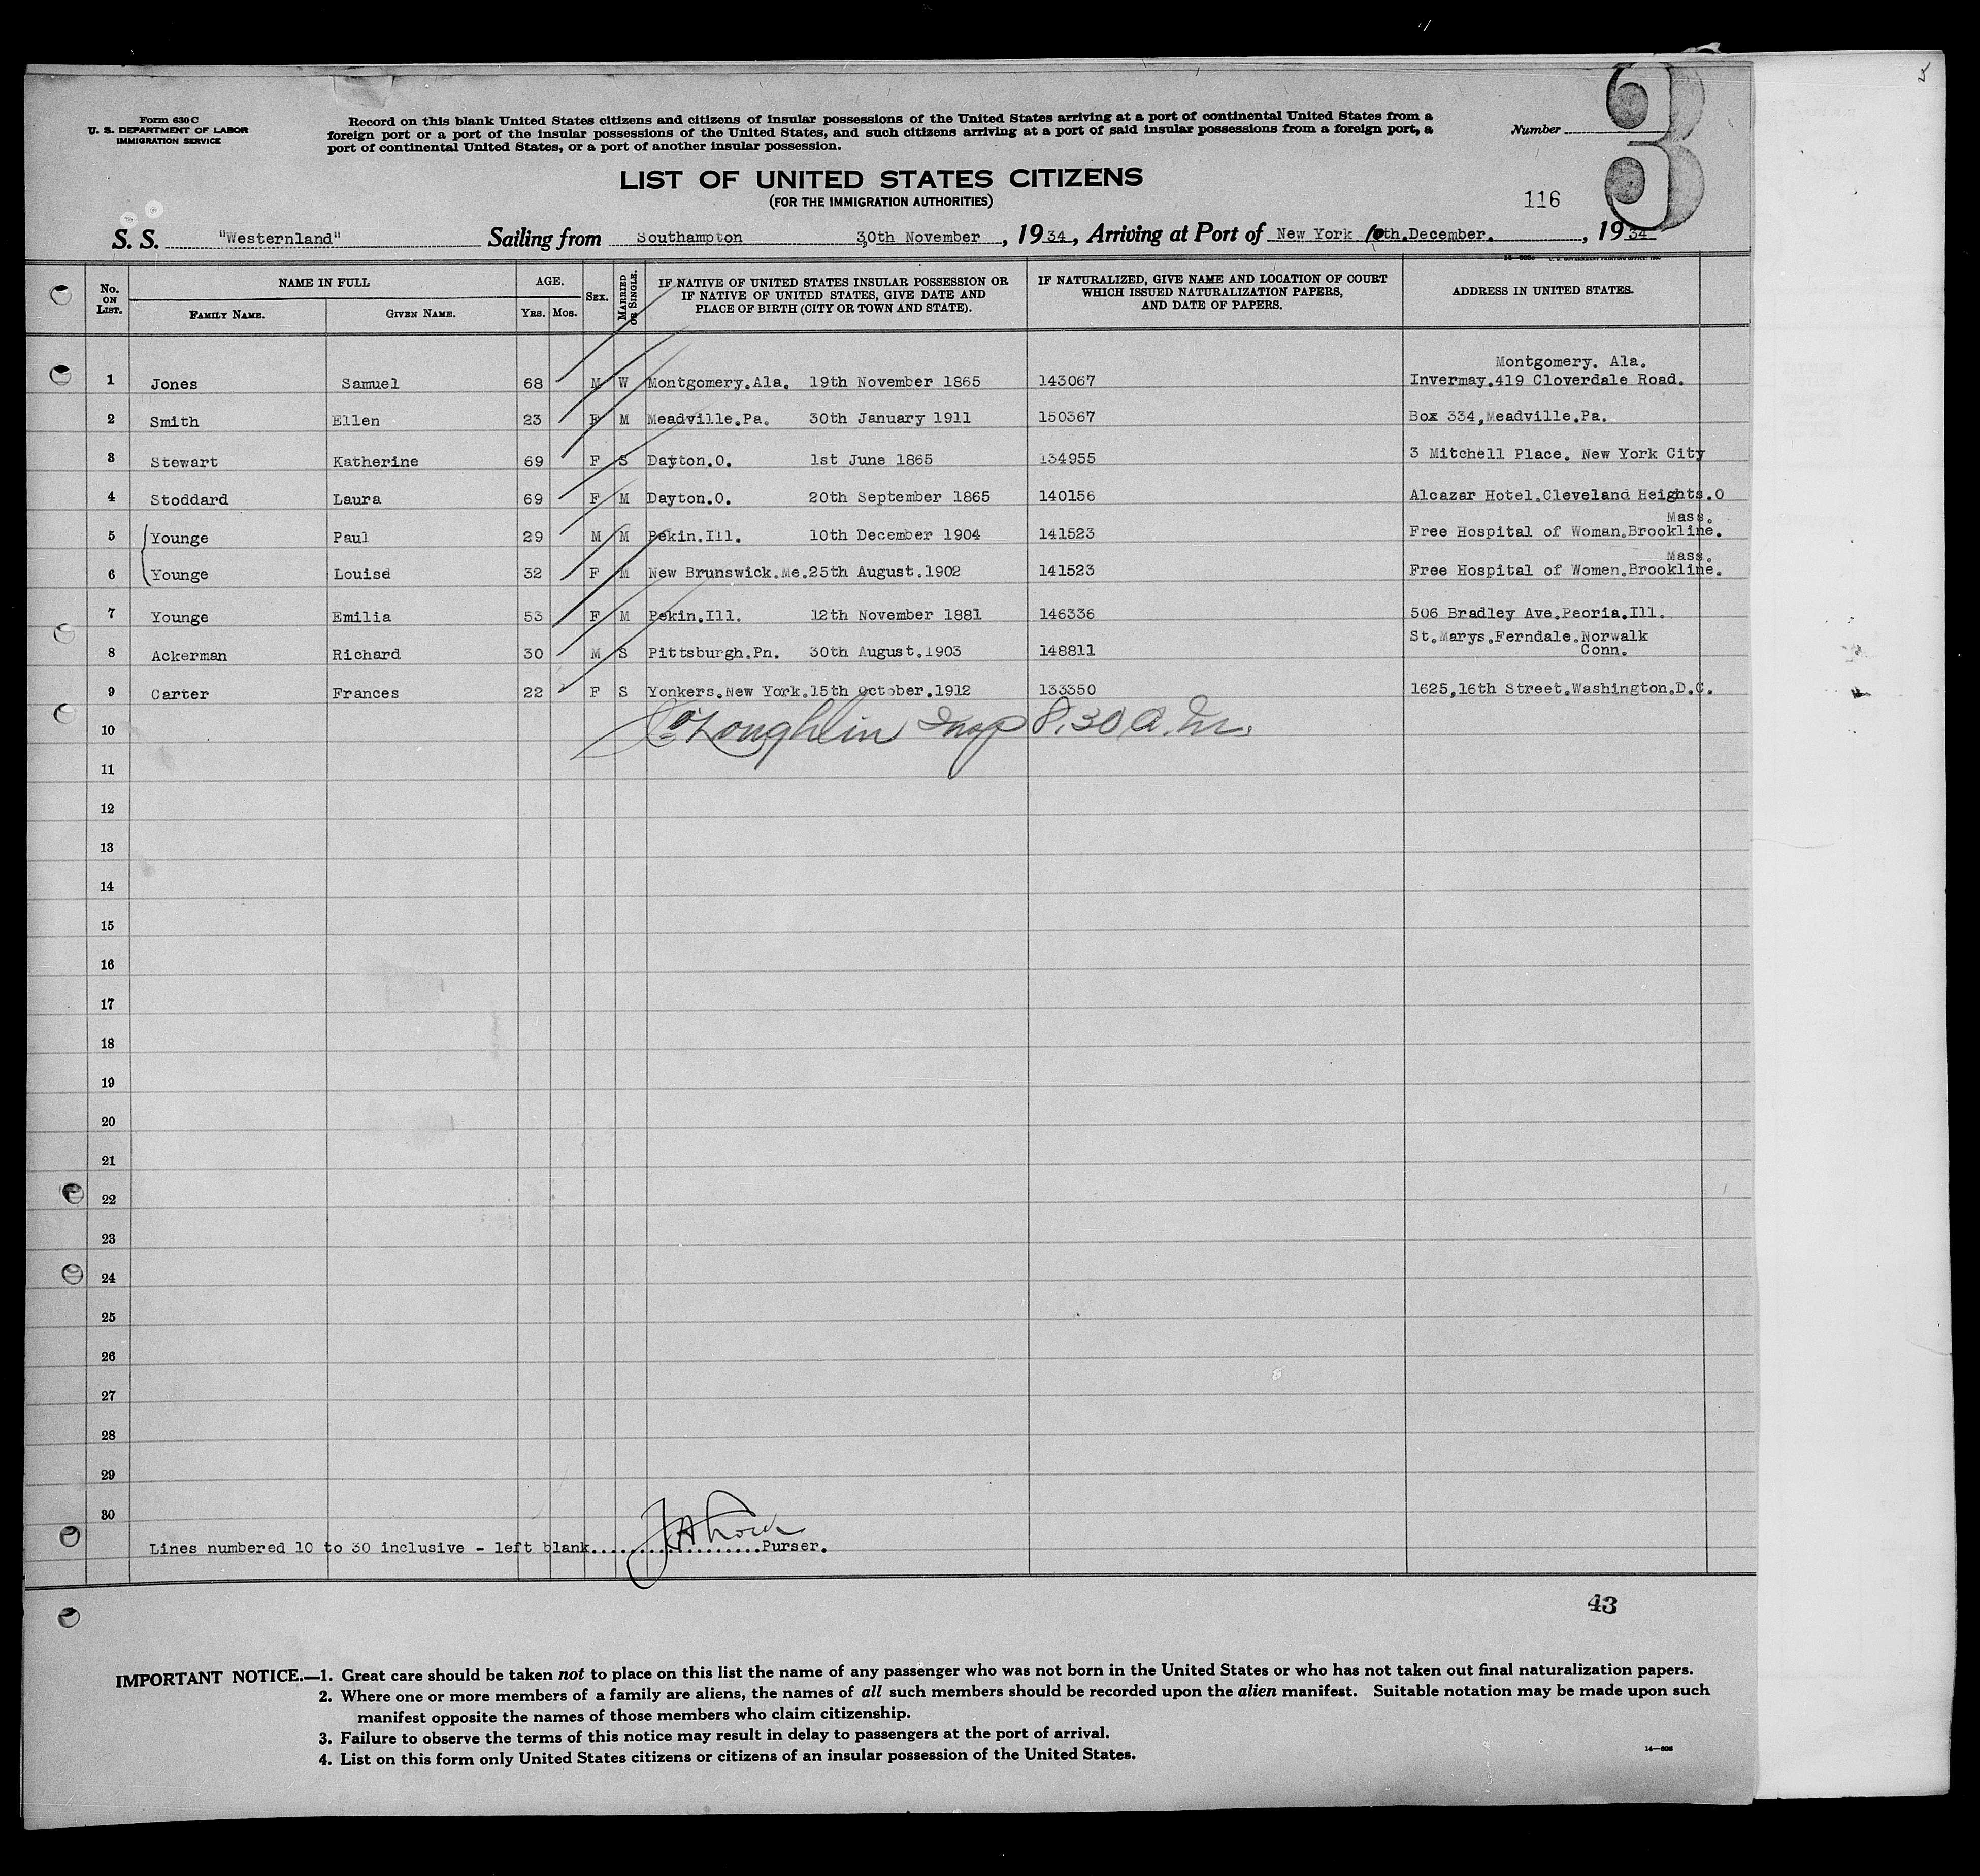 Form 630 C
U. S. DEPARTMENT OF LABOR
IMMIGRATION SERVICE
Record on this blank United States citizens and citizens of insular possessions of the United States arriving at a port of continental United States from a
foreign port or a port of the insular possessions of the United States, and such citizens arriving at a port of said insular possessions from a foreign port, a
port of continental United States, or a port of another insular possession.
Number
3
3
LIST OF UNITED STATES CITIZENS
(FOR THE IMMIGRATION AUTHORITIES)
116
S. S. "Westernland" Sailing from Southampton 30th November, 1934, Arriving at Port of New York 10th.December., 1934
No. ON LIST. NAME IN FULL AGE. SEX. MARRIED OR SINGLE. IF NATIVE OF UNITED STATES INSULAR POSSESSION OR IF NATIVE OF UNITED STATES, GIVE DATE AND PLACE OF BIRTH (CITY OR TOWN AND STATE). IF NATURALIZED, GIVE NAME AND LOCATION OF COURT WHICH ISSUED NATURALIZATION PAPERS, AND DATE OF PAPERS. ADDRESS IN UNITED STATES.
FAMILY NAME. GIVEN NAME. YRS. MOS.
Montgomery. Ala.
1 Jones Samuel 68 M W Montgomery.Ala. 19th November 1865 143067 Invermay.419 Cloverdale Road.
2 Smith Ellen 23 F M Meadville.Pa. 30th January 1911 150367 Box 334,Meadville.Pa.
3 Stewart Katherine 69 F S Dayton.O. 1st June 1865 134955 3 Mitchell Place. New York City
4 Stoddard Laura 69 F M Dayton.O. 20th September 1865 140156 Alcazar Hotel.Cleveland Heights.O
Mass.
5 Younge Paul 29 M M Pekin.Ill. 10th December 1904 141523 Free Hospital of Woman.Brookline.
Mass.
6 Younge Louise 32 F M New Brunswick.Me.25th August.1902 141523 Free Hospital of Women.Brookline.
7 Younge Emilia 53 F M Pekin.Ill. 12th November 1881 146336 506 Bradley Ave.Peoria.Ill.
St.Marys.Ferndale.Norwalk
8 Ackerman Richard 30 M S Pittsburgh.Pn. 30th August.1903 148811 Conn.
9 Carter Frances 22 F S Yonkers.New York.15th October.1912 133350 1625,16th Street.Washington.D.C.
10 O'Loughlin Insp 8.30 A.M.
11
12
13
14
15
16
17
18
19
20
21
22
23
24
25
26
27
28
29
30
Lines numbered 10 to 30 inclusive - left blank....................Purser.
43
IMPORTANT NOTICE.—1. Great care should be taken not to place on this list the name of any passenger who was not born in the United States or who has not taken out final naturalization papers.
2. Where one or more members of a family are aliens, the names of all such members should be recorded upon the alien manifest. Suitable notation may be made upon such
manifest opposite the names of those members who claim citizenship.
3. Failure to observe the terms of this notice may result in delay to passengers at the port of arrival.
4. List on this form only United States citizens or citizens of an insular possession of the United States.
14—808